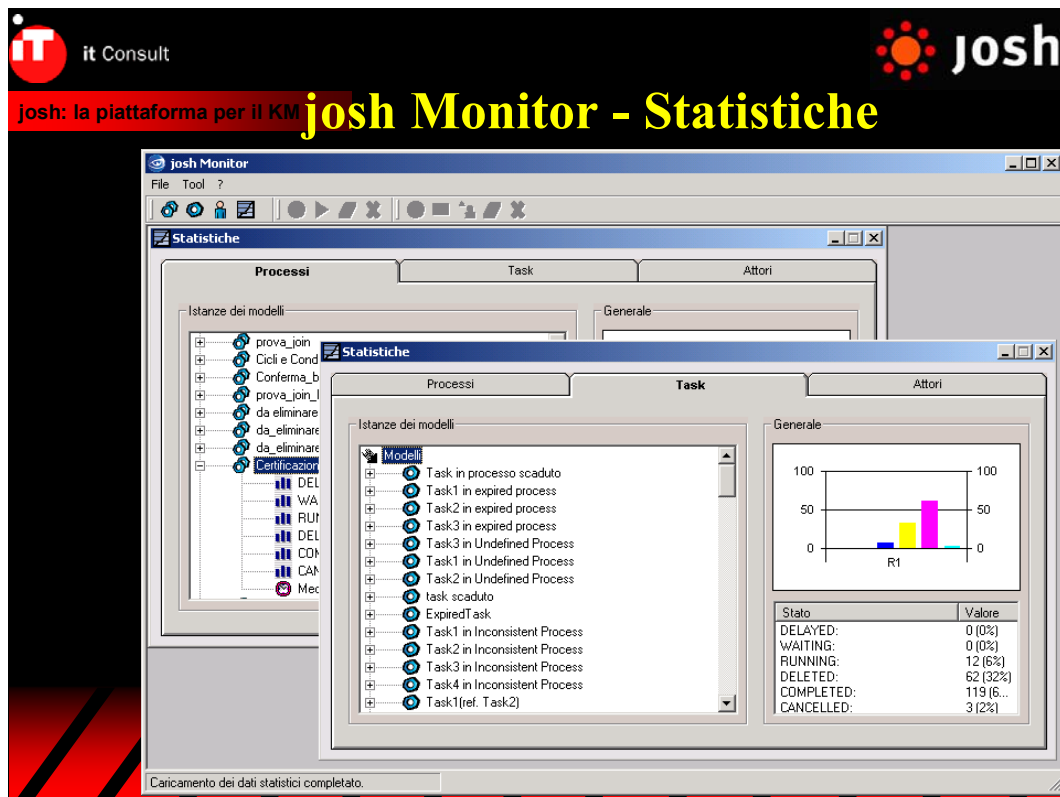 iT
it Consult
josh
josh: la piattaforma per il KM
josh Monitor - Statistiche
josh Monitor
File Tool ?
Statistiche
Processi Task Attori
Istanze dei modelli
Generale
prova_join
Cicli e Cond
Conferma_b
prova_join_
da eliminare
da_eliminare
da_eliminare
Certificazion
DEL
WA
RUN
DEL
COM
CAN
Med
Statistiche
Processi Task Attori
Istanze dei modelli
Modelli
Task in processo scaduto
Task1 in expired process
Task2 in expired process
Task3 in expired process
Task3 in Undefined Process
Task1 in Undefined Process
Task2 in Undefined Process
task scaduto
ExpiredTask
Task1 in Inconsistent Process
Task2 in Inconsistent Process
Task3 in Inconsistent Process
Task4 in Inconsistent Process
Task1(ref. Task2)
Generale
100 100
50 50
0 0
R1
Stato Valore
DELAYED: 0 (0%)
WAITING: 0 (0%)
RUNNING: 12 (6%)
DELETED: 62 (32%)
COMPLETED: 119 (6...
CANCELLED: 3 (2%)
Caricamento dei dati statistici completato.